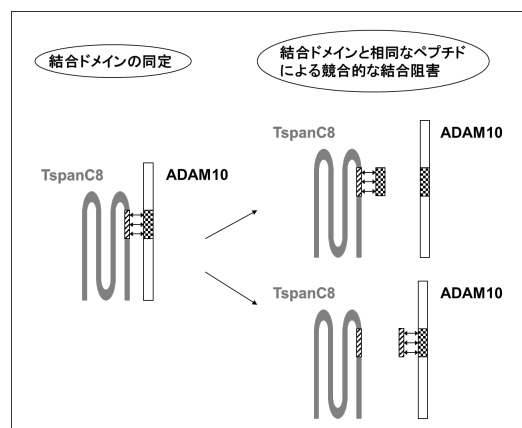 結合ドメインの同定
結合ドメインと相同なペプチド
による競合的な結合阻害
TspanC8
ADAM10
TspanC8
ADAM10
TspanC8
ADAM10